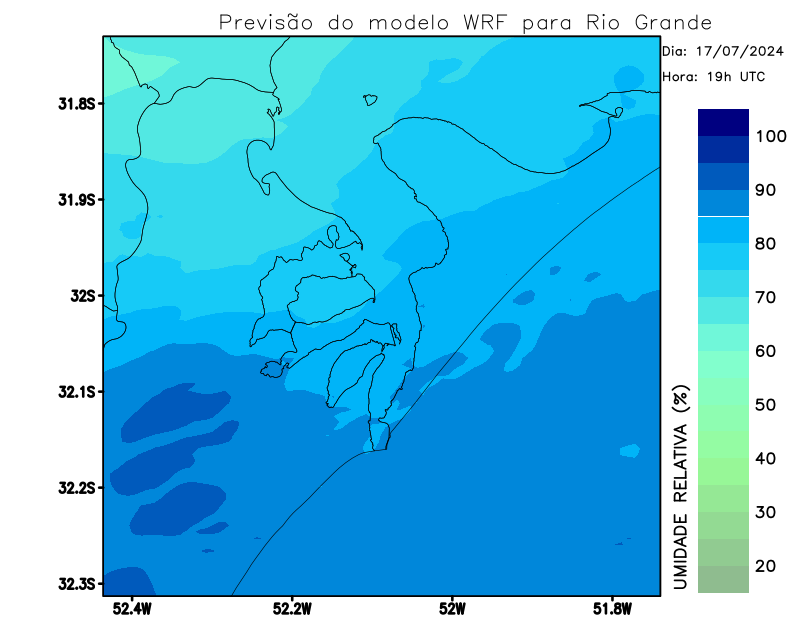 Previsão do modelo WRF para Rio Grande
Dia: 17/07/2024
Hora: 19h UTC
31.8S
31.9S
32S
32.1S
32.2S
32.3S
52.4W
52.2W
52W
51.8W
100
90
80
70
60
50
40
30
20
UMIDADE RELATIVA (%)